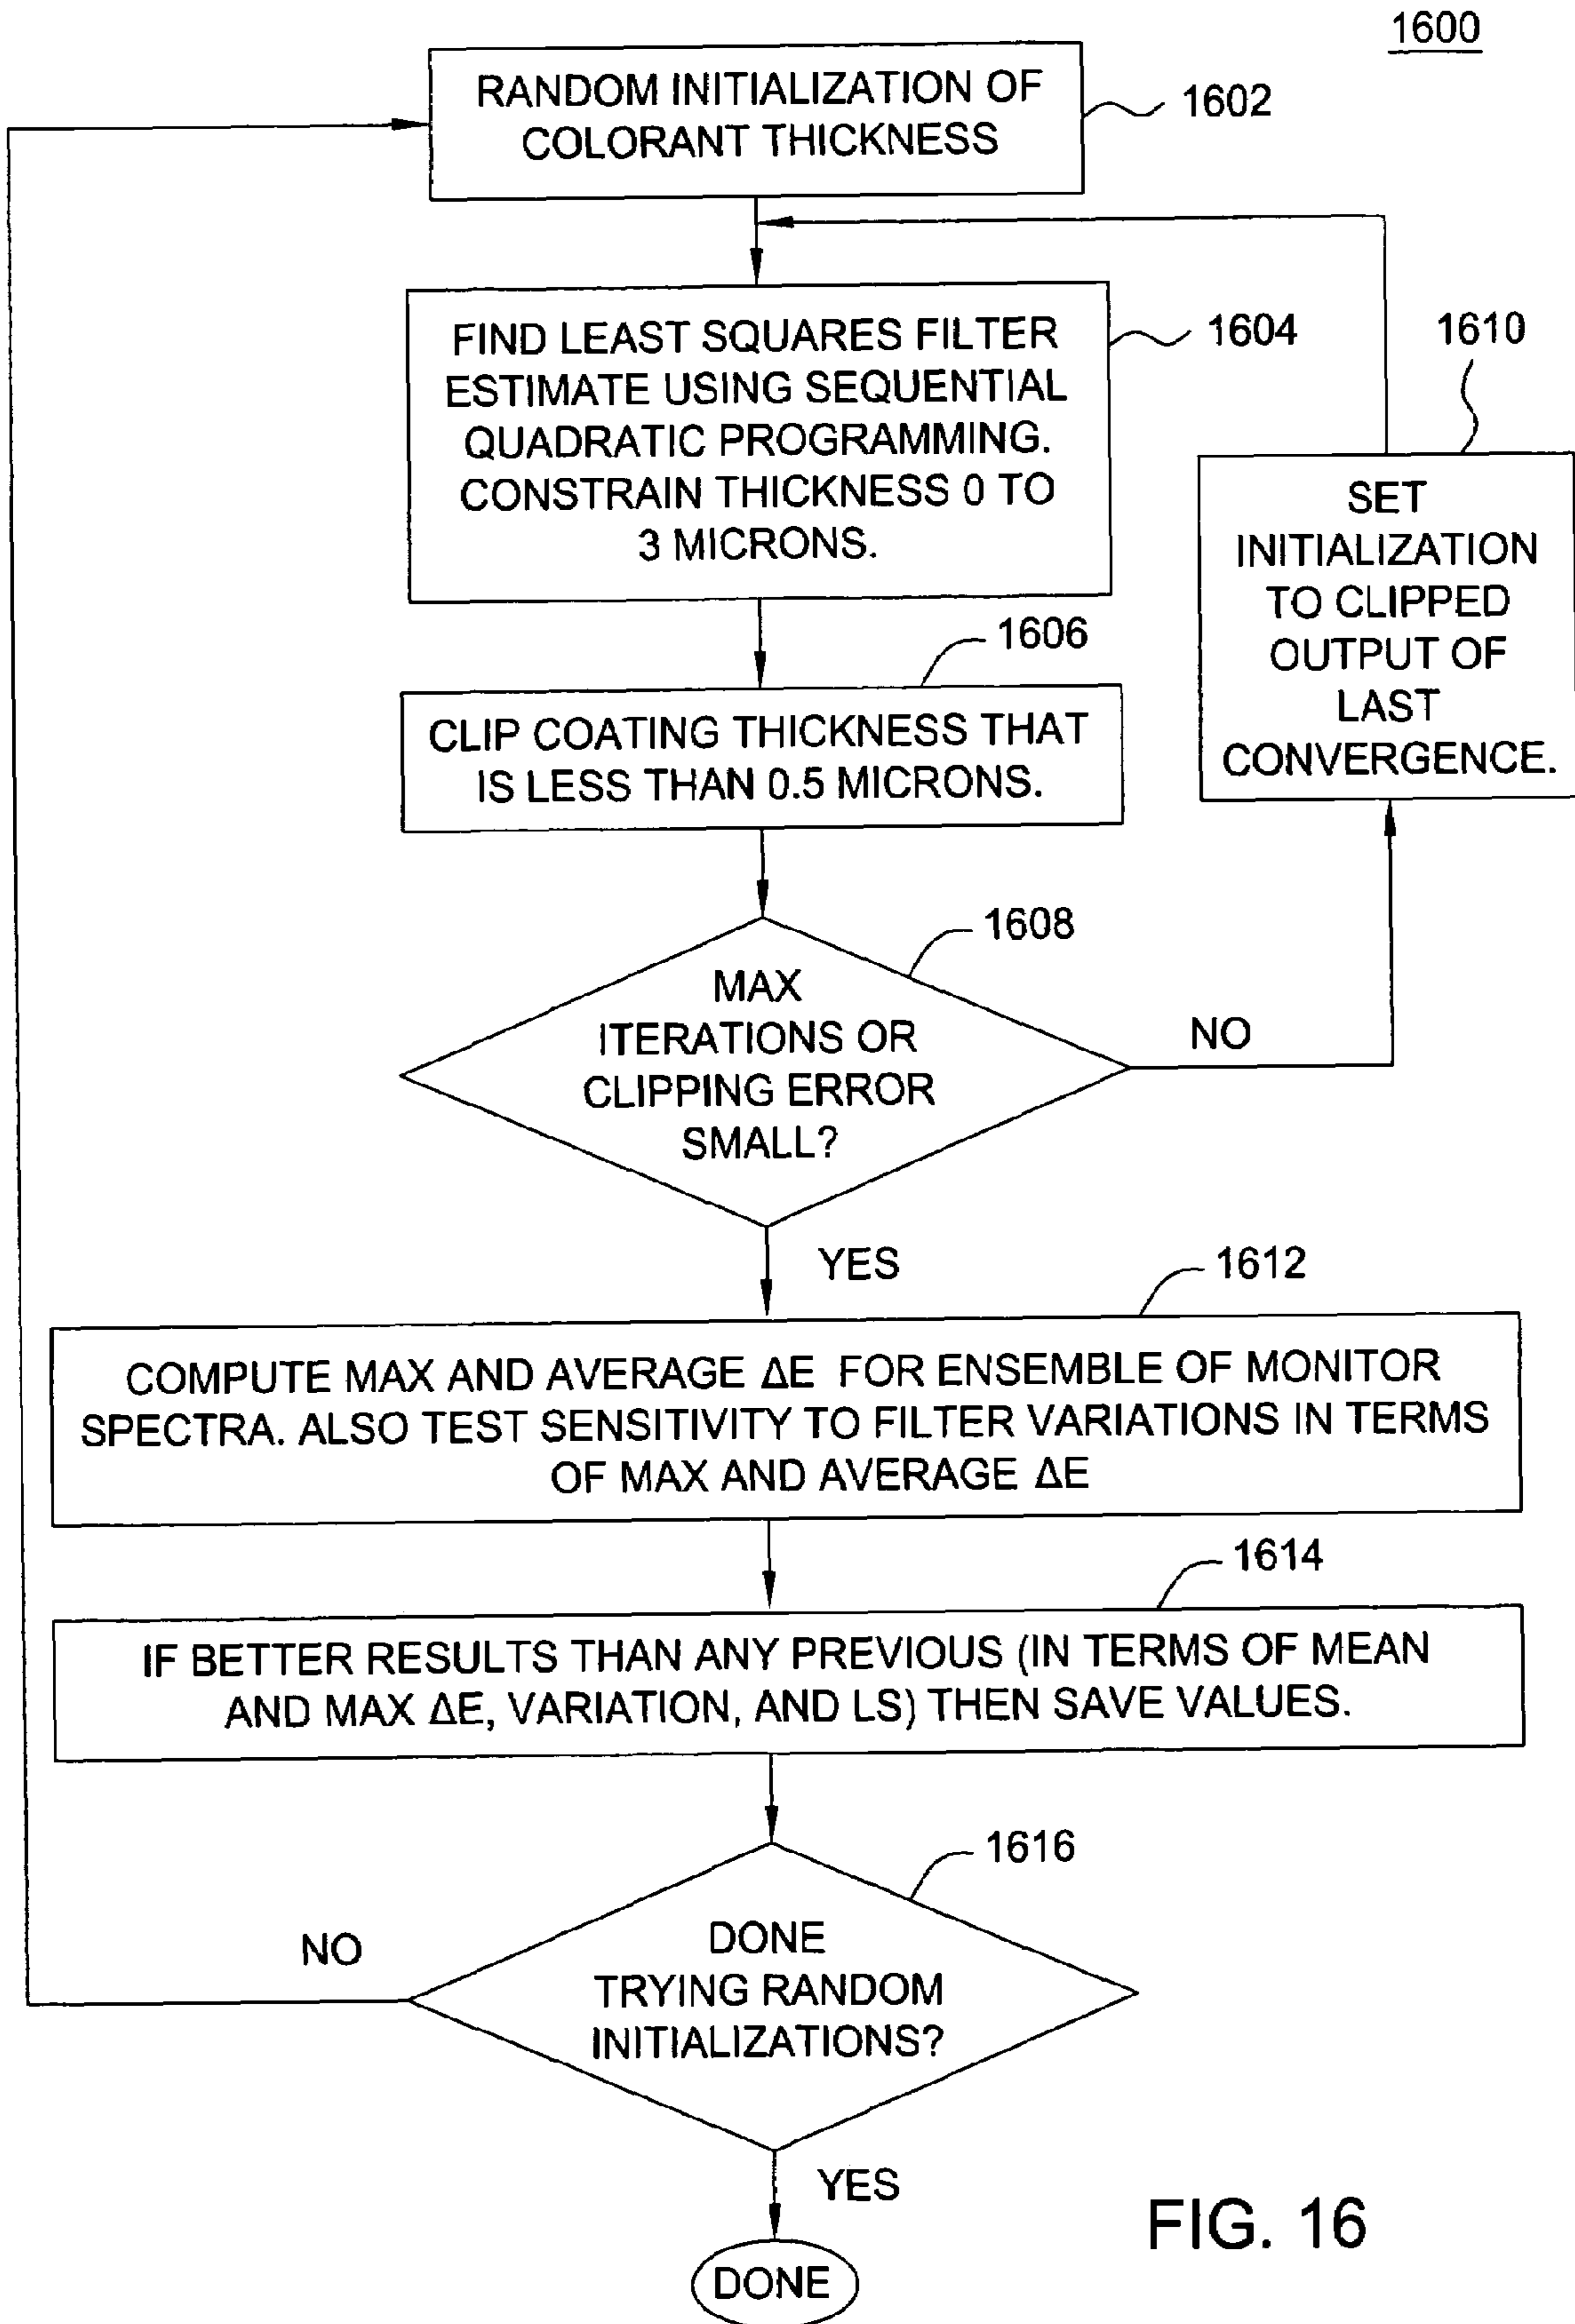 1600
RANDOM INITIALIZATION OF
COLORANT THICKNESS
1602
FIND LEAST SQUARES FILTER
ESTIMATE USING SEQUENTIAL
QUADRATIC PROGRAMMING.
CONSTRAIN THICKNESS 0 TO
3 MICRONS.
1604
1610
SET
INITIALIZATION
TO CLIPPED
OUTPUT OF
LAST
CONVERGENCE.
1606
CLIP COATING THICKNESS THAT
IS LESS THAN 0.5 MICRONS.
1608
MAX
ITERATIONS OR
CLIPPING ERROR
SMALL?
NO
YES
1612
COMPUTE MAX AND AVERAGE ΔE FOR ENSEMBLE OF MONITOR
SPECTRA. ALSO TEST SENSITIVITY TO FILTER VARIATIONS IN TERMS
OF MAX AND AVERAGE ΔE
1614
IF BETTER RESULTS THAN ANY PREVIOUS (IN TERMS OF MEAN
AND MAX ΔE, VARIATION, AND LS) THEN SAVE VALUES.
1616
NO
DONE
TRYING RANDOM
INITIALIZATIONS?
YES
DONE
FIG. 16